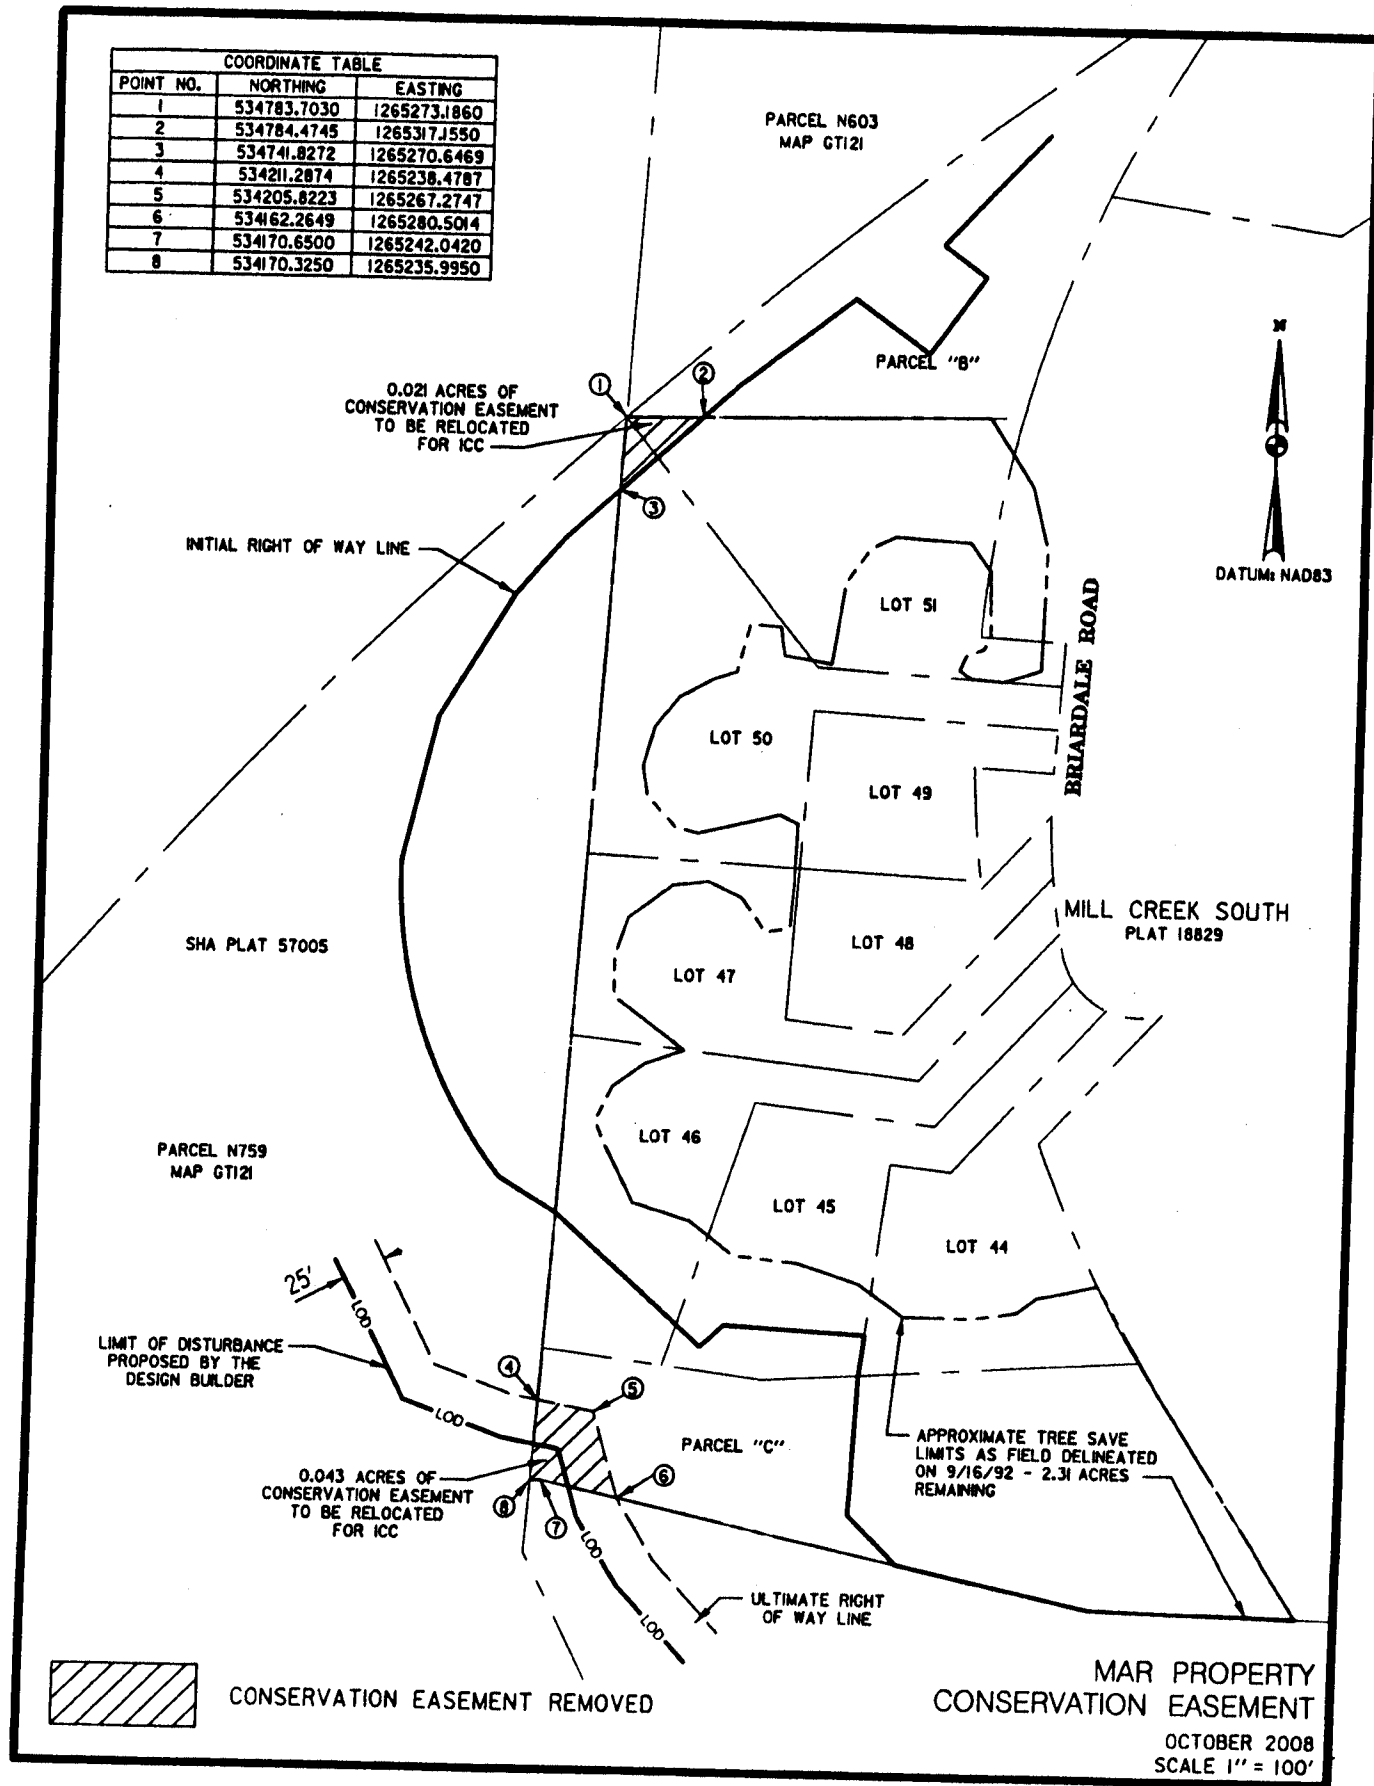 COORDINATE TABLE
POINT NO. NORTHING EASTING
1 534783.7030 1265273.1860
2 534784.4745 1265317.1550
3 534741.8272 1265270.6469
4 534211.2874 1265238.4787
5 534205.8223 1265267.2747
6 534162.2649 1265280.5014
7 534170.6500 1265242.0420
8 534170.3250 1265235.9950
PARCEL N603
MAP GT121
PARCEL "B"
N
DATUM: NAD83
1
2
3
0.021 ACRES OF
CONSERVATION EASEMENT
TO BE RELOCATED
FOR ICC
INITIAL RIGHT OF WAY LINE
LOT 51
BRIARDALE ROAD
LOT 50
LOT 49
SHA PLAT 57005
LOT 48
LOT 47
MILL CREEK SOUTH
PLAT 18829
PARCEL N759
MAP GT121
LOT 46
LOT 45
LOT 44
25'
LOD
LIMIT OF DISTURBANCE
PROPOSED BY THE
DESIGN BUILDER
LOD
4
5
PARCEL "C"
APPROXIMATE TREE SAVE
LIMITS AS FIELD DELINEATED
ON 9/16/92 - 2.31 ACRES
REMAINING
0.043 ACRES OF
CONSERVATION EASEMENT
TO BE RELOCATED
FOR ICC
6
8
7
LOD
LOD
ULTIMATE RIGHT
OF WAY LINE
CONSERVATION EASEMENT REMOVED
MAR PROPERTY
CONSERVATION EASEMENT
OCTOBER 2008
SCALE 1" = 100'